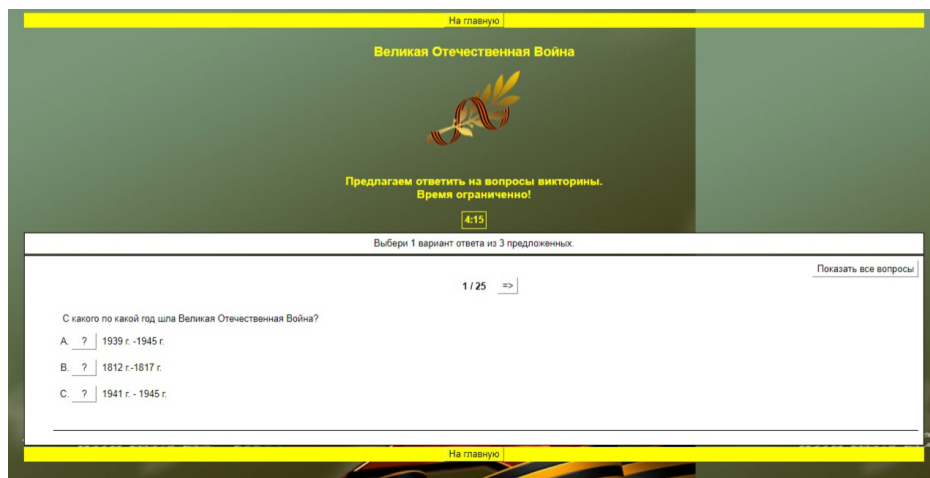 На главную
Великая Отечественная Война
Предлагаем ответить на вопросы викторины.
Время ограниченно!
4:15
Выбери 1 вариант ответа из 3 предложенных.
Показать все вопросы
1 / 25 =>
С какого по какой год шла Великая Отечественная Война?
A. ? 1939 г. -1945 г.
B. ? 1812 г.-1817 г.
C. ? 1941 г. - 1945 г.
На главную